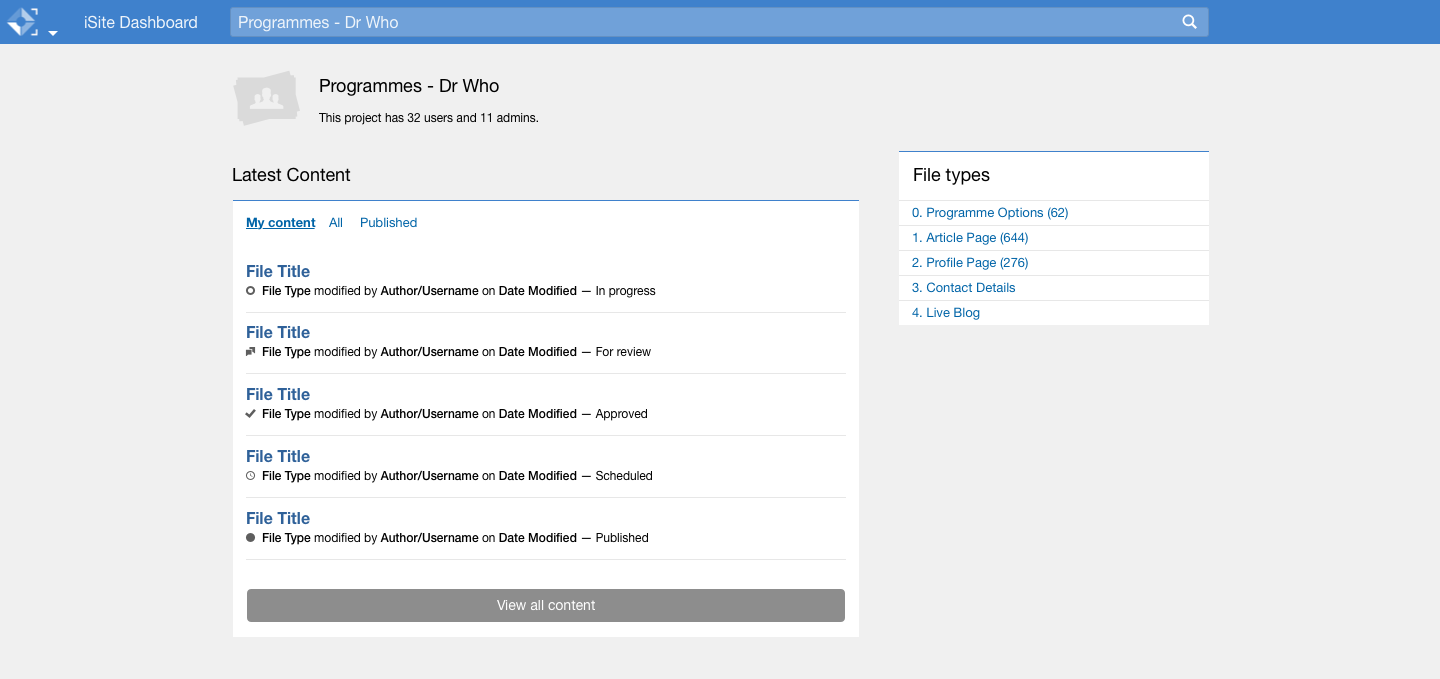 iSite Dashboard
Programmes - Dr Who
Programmes - Dr Who
This project has 32 users and 11 admins.
Latest Content
My content All Published
File Title
File Type modified by Author/Username on Date Modified — In progress
File Title
File Type modified by Author/Username on Date Modified — For review
File Title
File Type modified by Author/Username on Date Modified — Approved
File Title
File Type modified by Author/Username on Date Modified — Scheduled
File Title
File Type modified by Author/Username on Date Modified — Published
View all content
File types
0. Programme Options (62)
1. Article Page (644)
2. Profile Page (276)
3. Contact Details
4. Live Blog